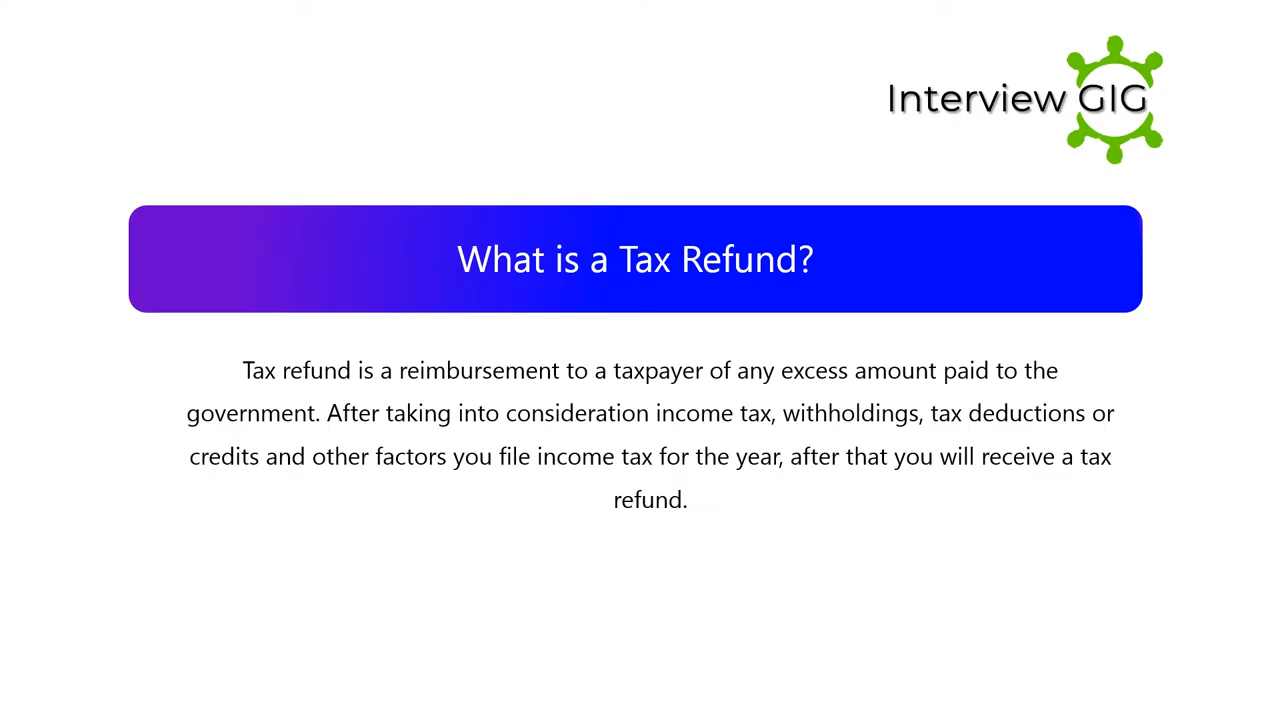 Interview GIG
What is a Tax Refund?
Tax refund is a reimbursement to a taxpayer of any excess amount paid to the
government. After taking into consideration income tax, withholdings, tax deductions or
credits and other factors you file income tax for the year, after that you will receive a tax
refund.